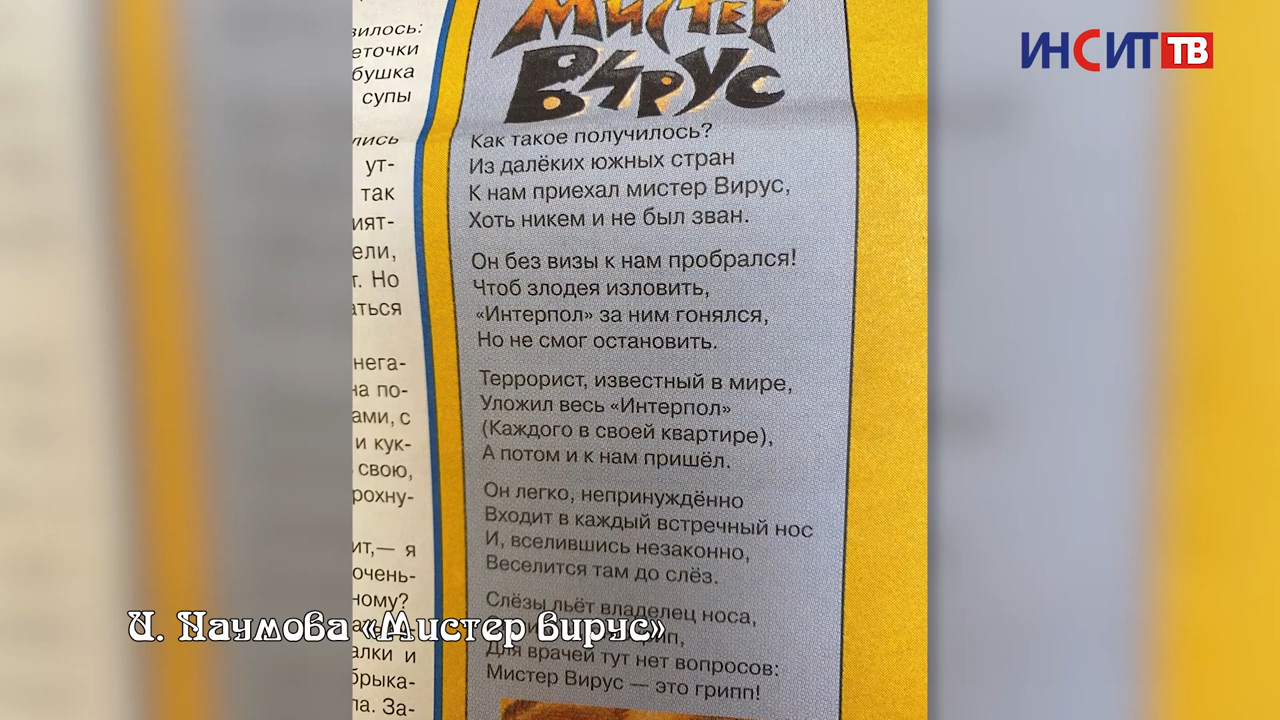 вилось:
еточки
бушка
супы
лись
ут-
так
ият-
ели,
т. Но
аться
нега-
на по-
ами, с
и кук-
свою,
рохну-
ит,— я
очень-
ному?
алки и
брыка-
ла. За-
Мистер
Вирус
Как такое получилось?
Из далёких южных стран
К нам приехал мистер Вирус,
Хоть никем и не был зван.
Он без визы к нам пробрался!
Чтоб злодея изловить,
«Интерпол» за ним гонялся,
Но не смог остановить.
Террорист, известный в мире,
Уложил весь «Интерпол»
(Каждого в своей квартире),
А потом и к нам пришёл.
Он легко, непринуждённо
Входит в каждый встречный нос
И, вселившись незаконно,
Веселится там до слёз.
Слёзы льёт владелец носа,
Для врачей тут нет вопросов:
Мистер Вирус — это грипп!
ИНСИТ ТВ
И. Наумова «Мистер вирус»